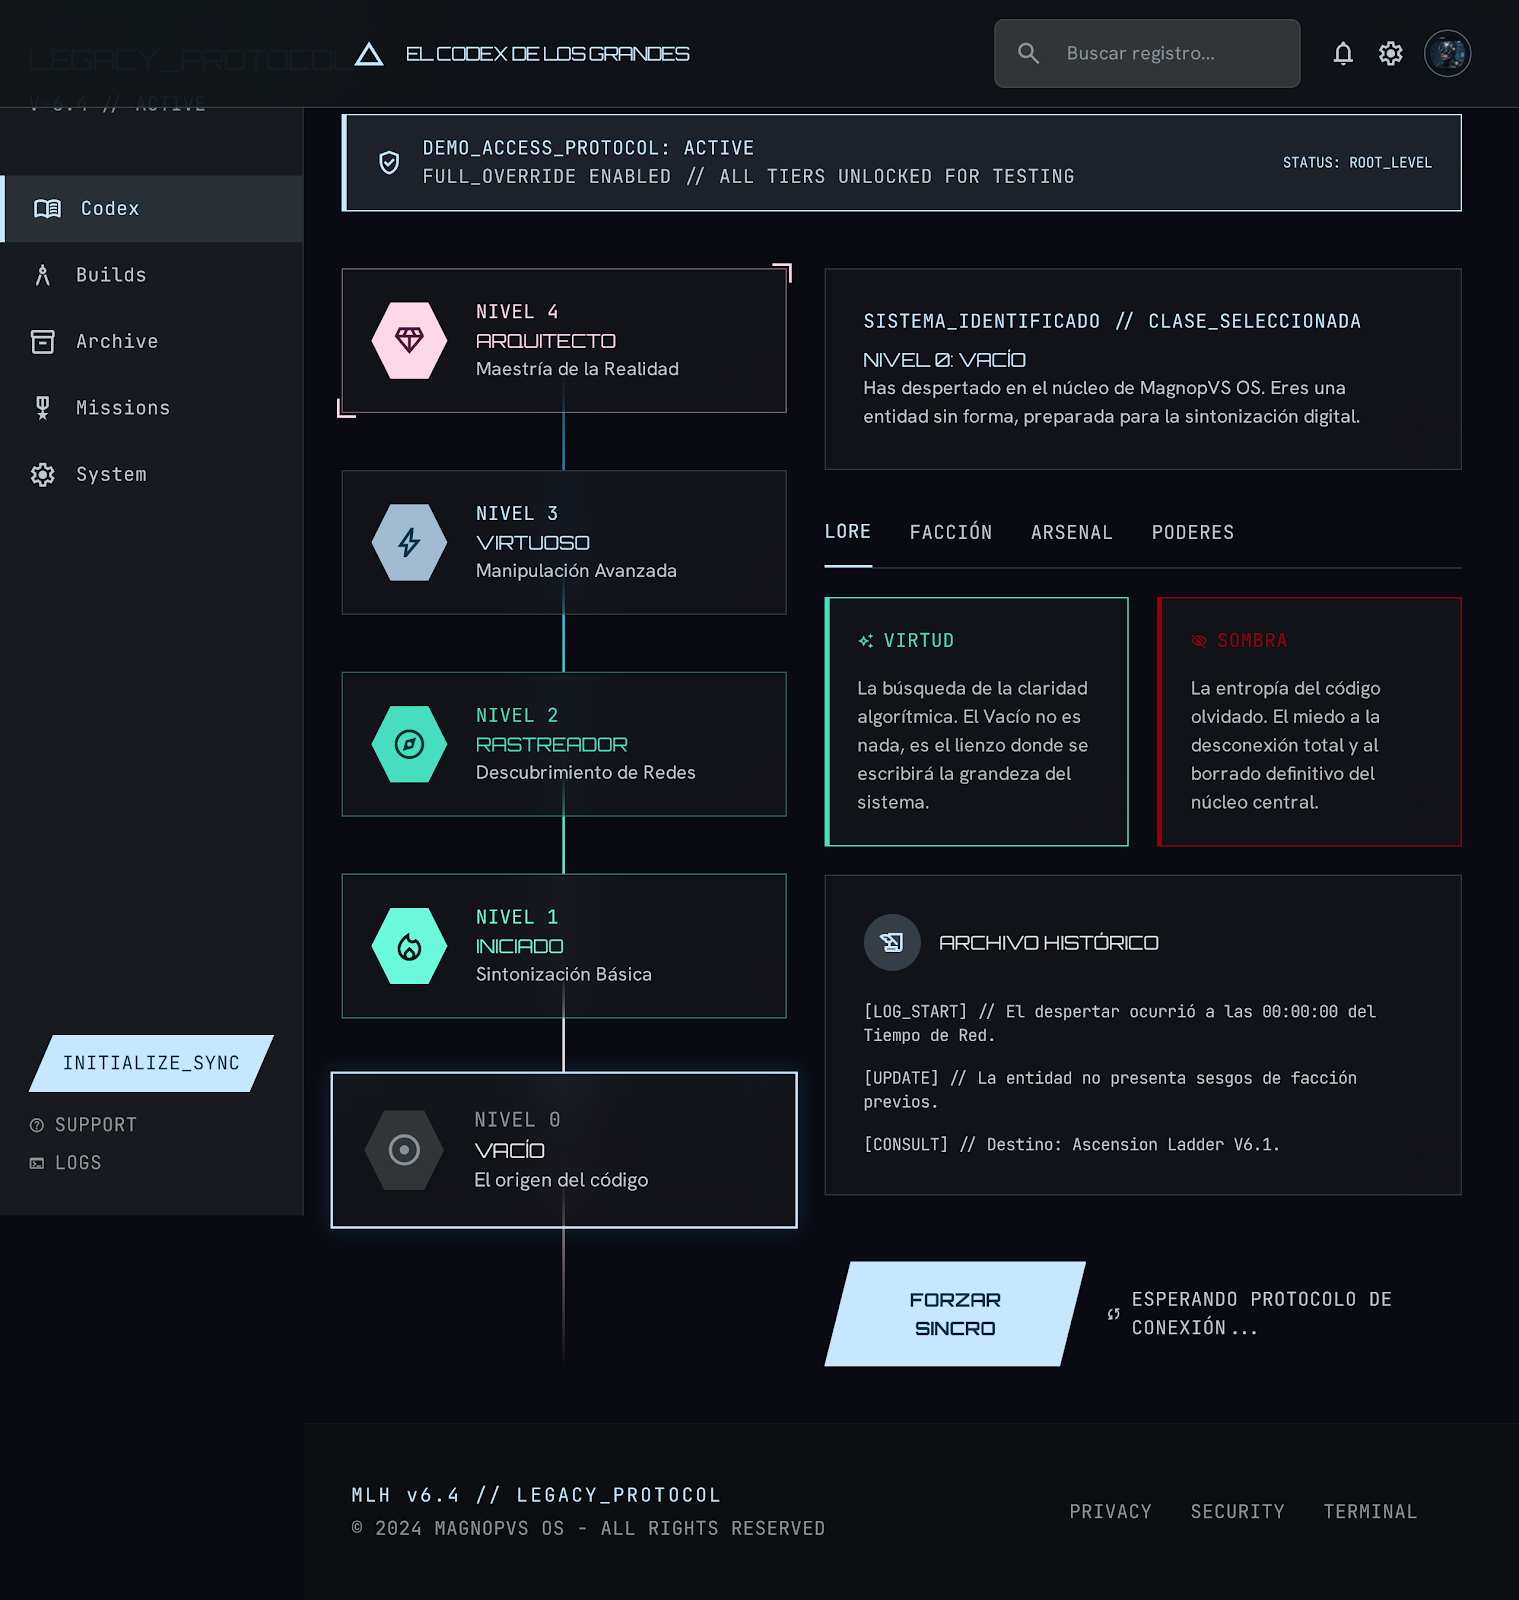 LEGACY_PROTOCOL
EL CODEX DE LOS GRANDES
Buscar registro...
V-6.4 // ACTIVE
Codex
Builds
Archive
Missions
System
INITIALIZE_SYNC
SUPPORT
LOGS
DEMO_ACCESS_PROTOCOL: ACTIVE
FULL_OVERRIDE ENABLED // ALL TIERS UNLOCKED FOR TESTING
STATUS: ROOT_LEVEL
NIVEL 4
ARQUITECTO
Maestría de la Realidad
NIVEL 3
VIRTUOSO
Manipulación Avanzada
NIVEL 2
RASTREADOR
Descubrimiento de Redes
NIVEL 1
INICIADO
Sintonización Básica
NIVEL 0
VACÍO
El origen del código
SISTEMA_IDENTIFICADO // CLASE_SELECCIONADA
NIVEL 0: VACÍO
Has despertado en el núcleo de MagnopVS OS. Eres una
entidad sin forma, preparada para la sintonización digital.
LORE
FACCIÓN
ARSENAL
PODERES
VIRTUD
La búsqueda de la claridad
algorítmica. El Vacío no es
nada, es el lienzo donde se
escribirá la grandeza del
sistema.
SOMBRA
La entropía del código
olvidado. El miedo a la
desconexión total y al
borrado definitivo del
núcleo central.
ARCHIVO HISTÓRICO
[LOG_START] // El despertar ocurrió a las 00:00:00 del
Tiempo de Red.
[UPDATE] // La entidad no presenta sesgos de facción
previos.
[CONSULT] // Destino: Ascension Ladder V6.1.
FORZAR
SINCRO
ESPERANDO PROTOCOLO DE
CONEXIÓN...
MLH v6.4 // LEGACY_PROTOCOL
© 2024 MAGNOPVS OS - ALL RIGHTS RESERVED
PRIVACY
SECURITY
TERMINAL